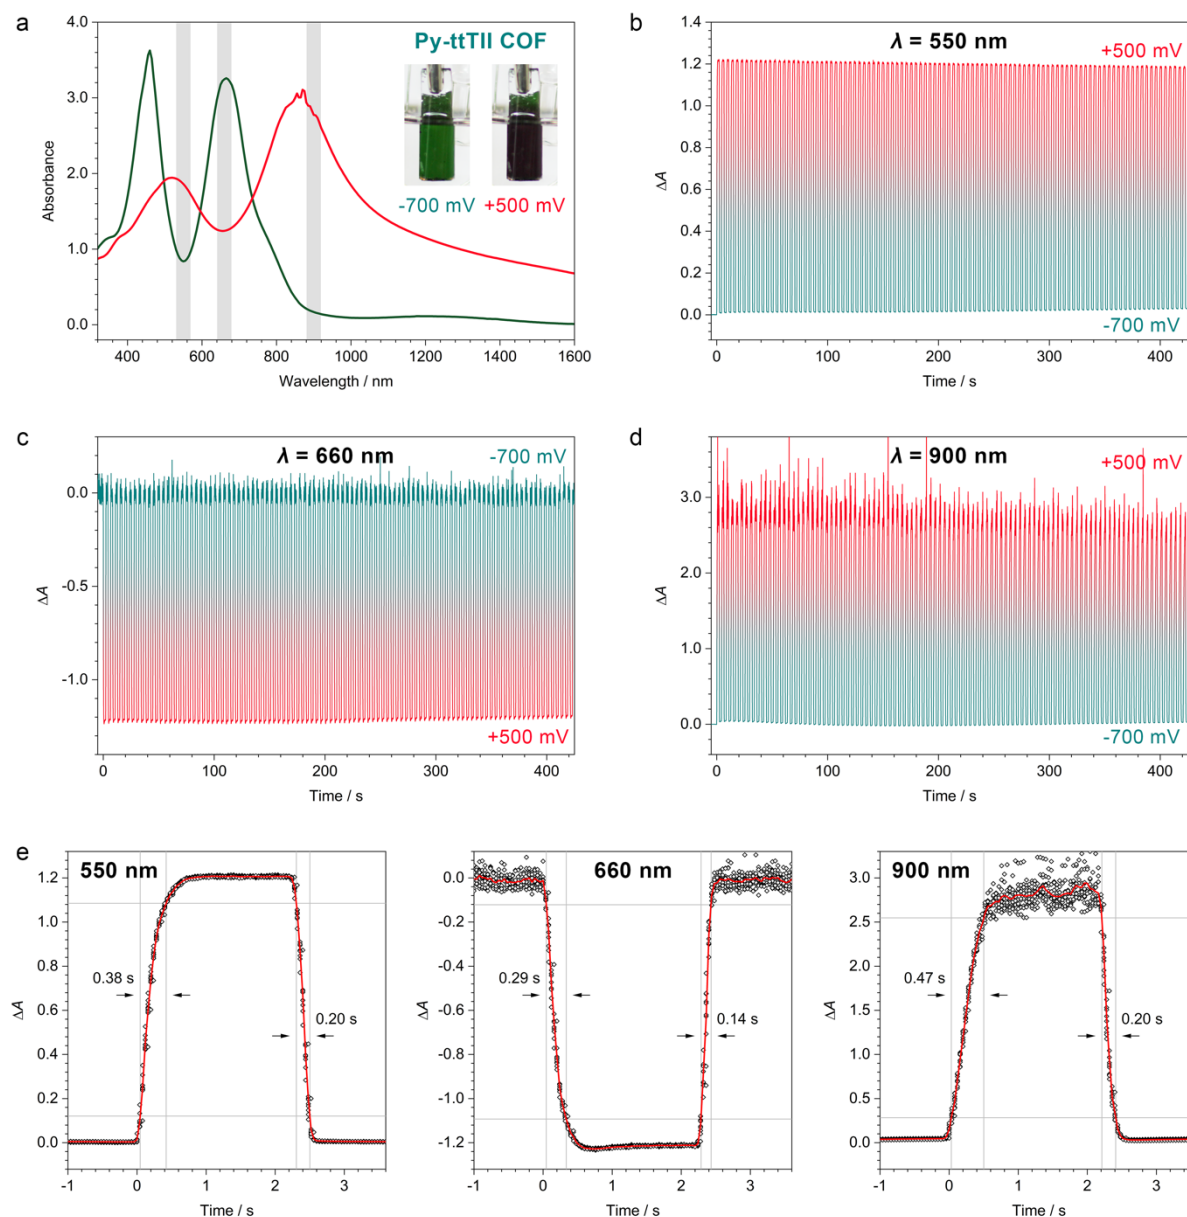 a
4.0
3.0
2.0
1.0
0.0
Absorbance
400 600 800 1000 1200 1400 1600
Wavelength / nm
Py-ttTII COF
-700 mV +500 mV
b
1.4
1.2
1.0
0.8
0.6
0.4
0.2
0.0
ΔA
λ = 550 nm
+500 mV
-700 mV
0 100 200 300 400
Time / s
c
0.0
-0.5
-1.0
ΔA
λ = 660 nm
-700 mV
+500 mV
0 100 200 300 400
Time / s
d
3.0
2.0
1.0
0.0
ΔA
λ = 900 nm
+500 mV
-700 mV
0 100 200 300 400
Time / s
e
550 nm
1.2
1.0
0.8
0.6
0.4
0.2
0.0
ΔA
0.38 s
0.20 s
-1 0 1 2 3
Time / s
660 nm
0.0
-0.2
-0.4
-0.6
-0.8
-1.0
-1.2
ΔA
0.29 s
0.14 s
-1 0 1 2 3
Time / s
900 nm
3.0
2.5
2.0
1.5
1.0
0.5
0.0
ΔA
0.47 s
0.20 s
-1 0 1 2 3
Time / s